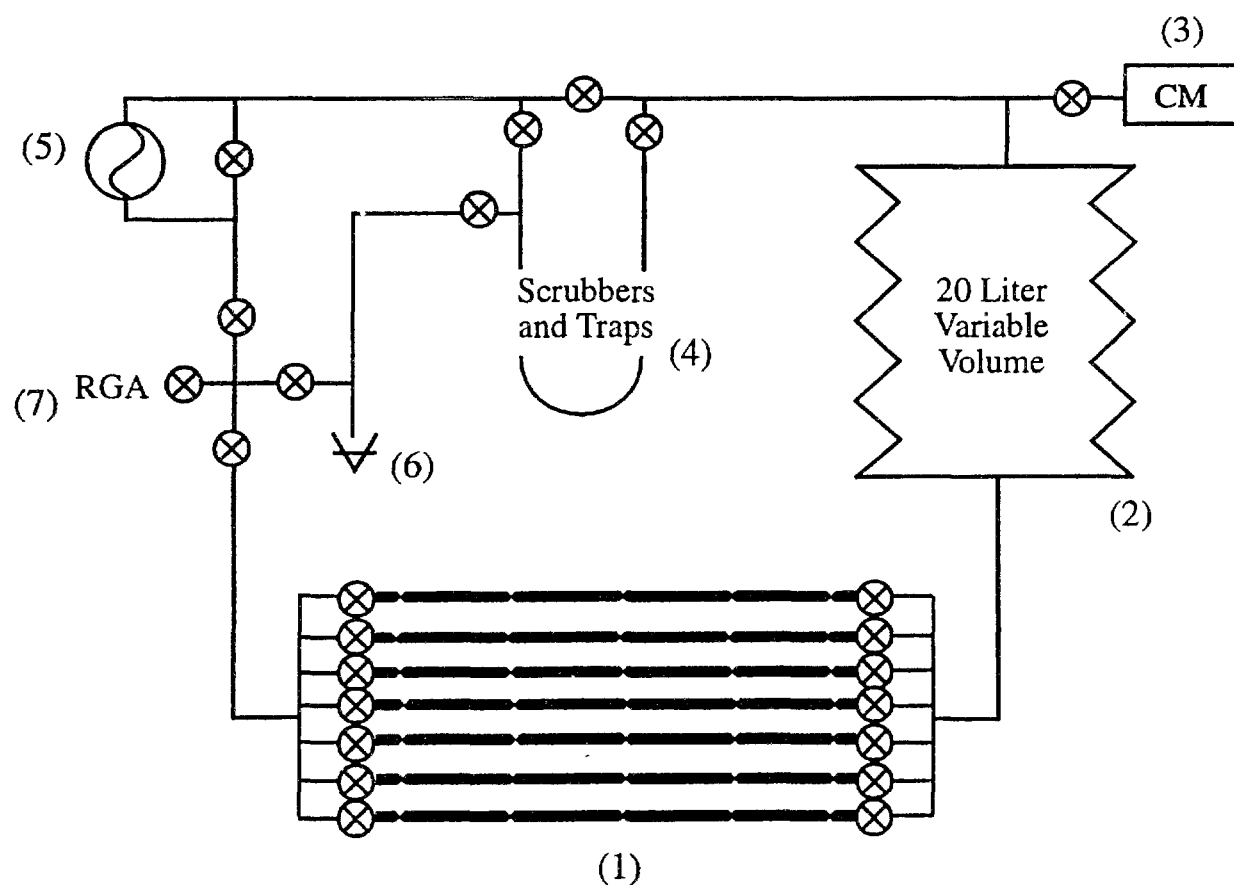 (3)
CM
(5)
Scrubbers
and Traps
(4)
20 Liter
Variable
Volume
RGA
(7)
(6)
(2)
(1)